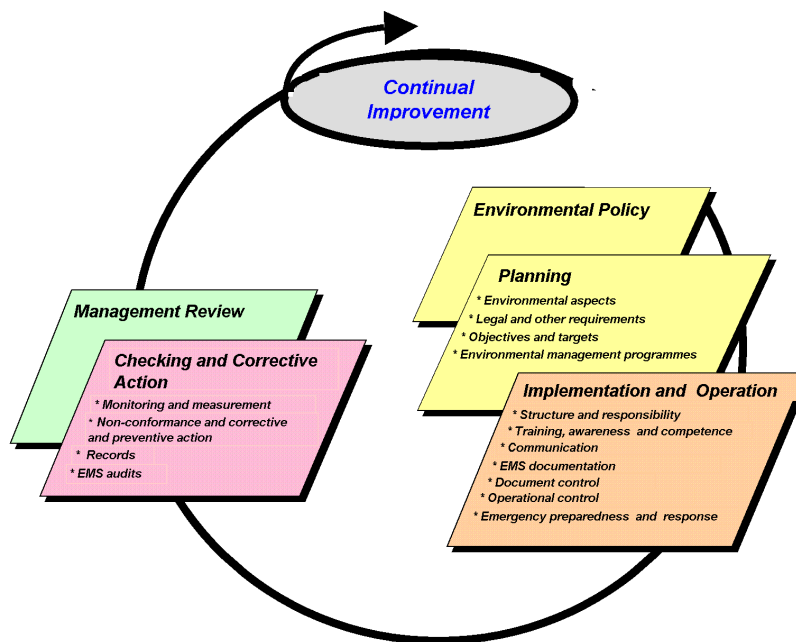 Continual
Improvement
Environmental Policy
Planning
* Environmental aspects
* Legal and other requirements
* Objectives and targets
* Environmental management programmes
Implementation and Operation
* Structure and responsibility
* Training, awareness and competence
* Communication
* EMS documentation
* Document control
* Operational control
* Emergency preparedness and response
Management Review
Checking and Corrective
Action
* Monitoring and measurement
* Non-conformance and corrective
and preventive action
* Records
* EMS audits